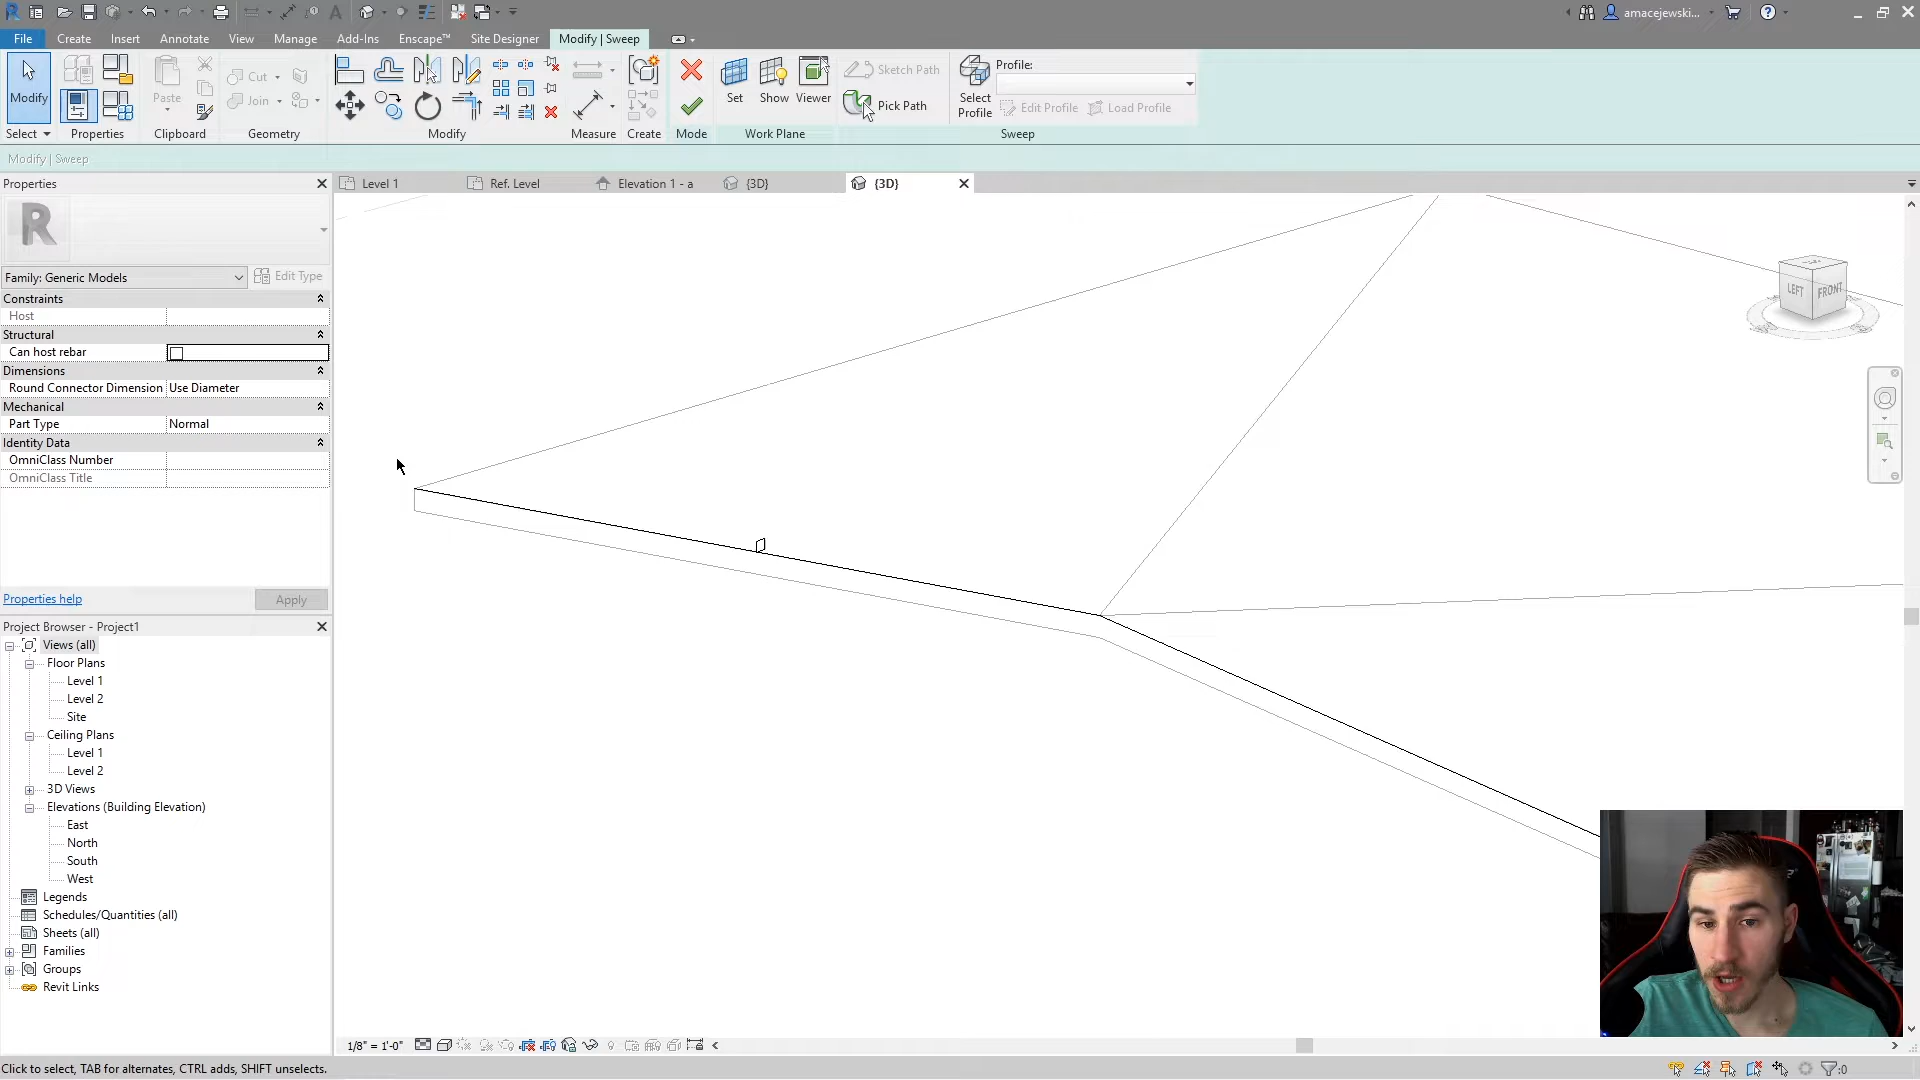 amacejewski...
File
Create
Insert
Annotate
View
Manage
Add-Ins
Enscape™
Site Designer
Modify | Sweep
Modify
Paste
Cut
Join
Set
Show
Viewer
Sketch Path
Pick Path
Select
Profile
Profile:
Edit Profile
Load Profile
Select
Properties
Clipboard
Geometry
Modify
Measure
Create
Mode
Work Plane
Sweep
Modify | Sweep
Properties
Level 1
Ref. Level
Elevation 1 - a
{3D}
{3D}
R
Family: Generic Models
Edit Type
Constraints
Host
Structural
Can host rebar
Dimensions
Round Connector Dimension
Use Diameter
Mechanical
Part Type
Normal
Identity Data
OmniClass Number
OmniClass Title
Properties help
Apply
Project Browser - Project1
Views (all)
Floor Plans
Level 1
Level 2
Site
Ceiling Plans
Level 1
Level 2
3D Views
Elevations (Building Elevation)
East
North
South
West
Legends
Schedules/Quantities (all)
Sheets (all)
Families
Groups
Revit Links
LEFT
FRONT
1/8" = 1'-0"
Click to select, TAB for alternates, CTRL adds, SHIFT unselects.
:0